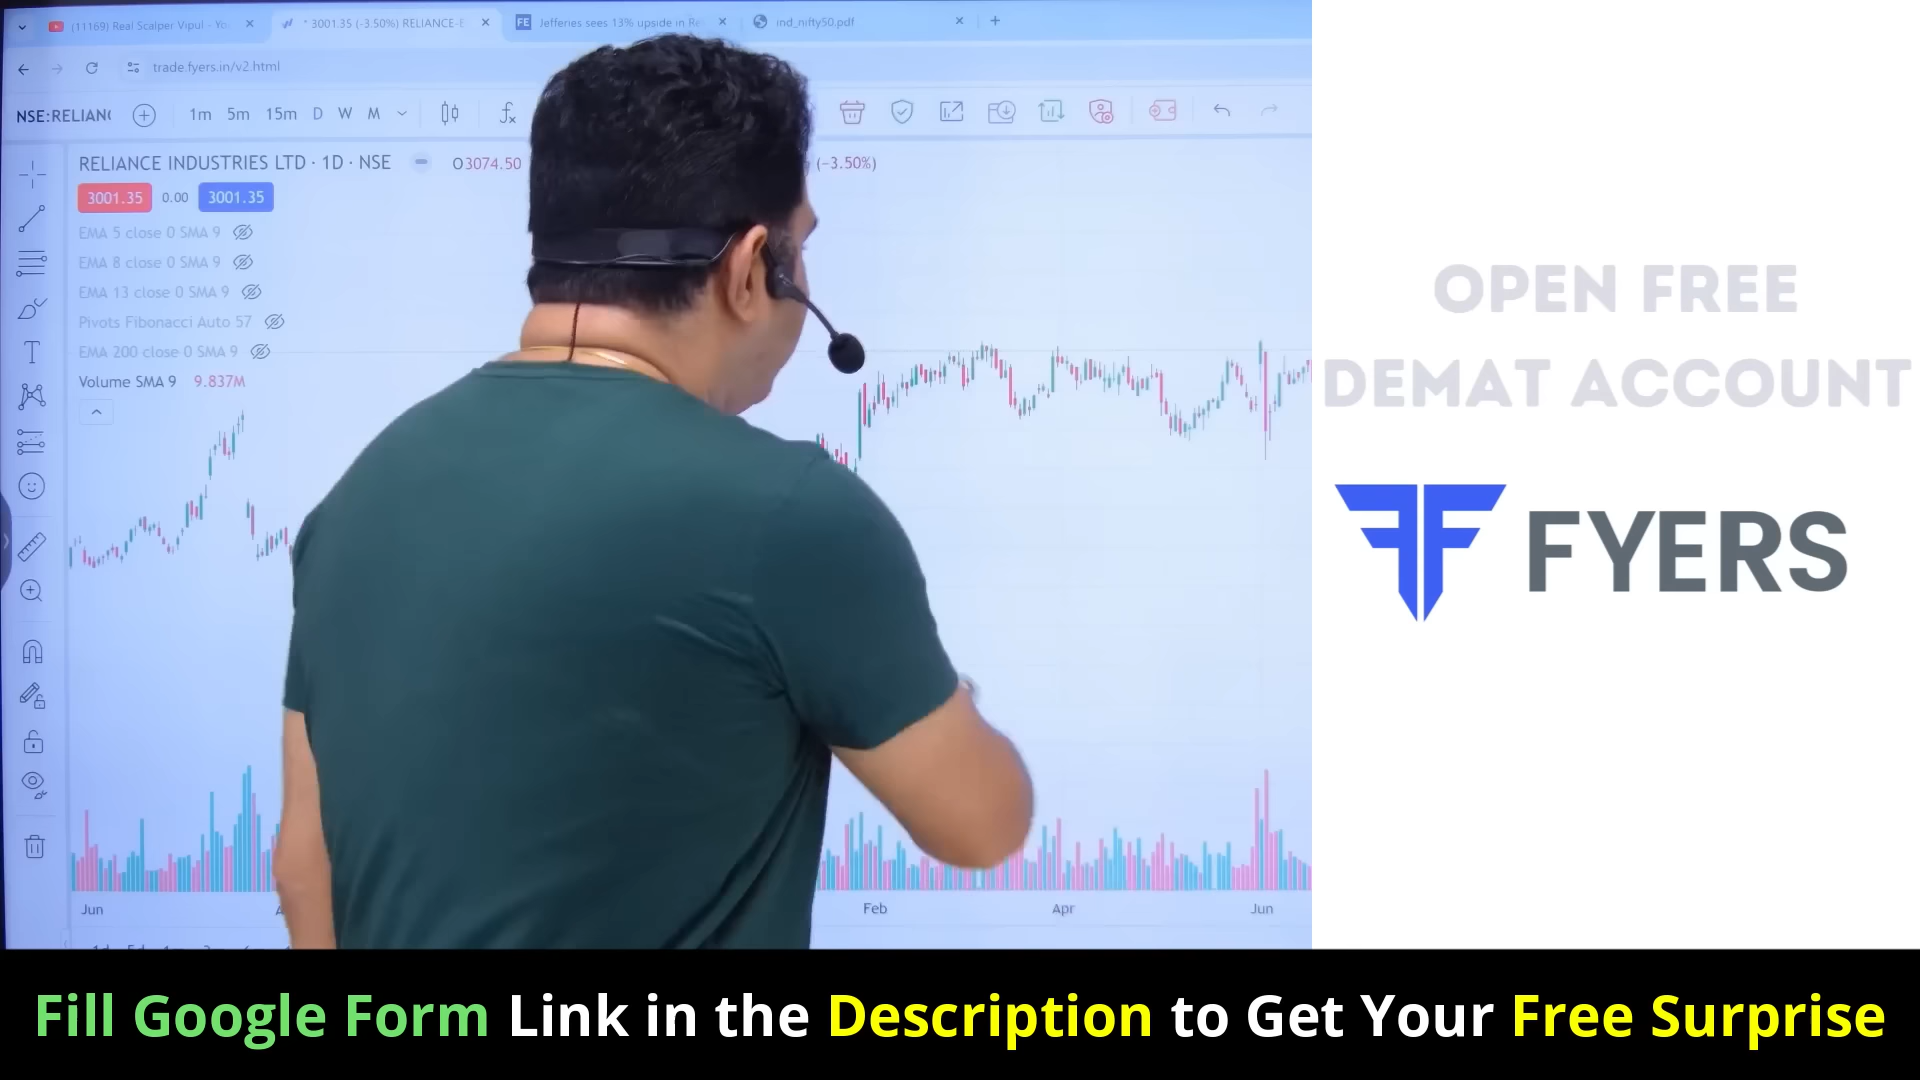 (11169) Real Scalper Vipul - Yo
* 3001.35 (-3.50%) RELIANCE-E
FE Jefferies sees 13% upside in Re
ind_nifty50.pdf
trade.fyers.in/v2.html
NSE:RELIANC
1m 5m 15m D W M
RELIANCE INDUSTRIES LTD · 1D · NSE
O3074.50
(−3.50%)
3001.35 0.00 3001.35
EMA 5 close 0 SMA 9
EMA 8 close 0 SMA 9
EMA 13 close 0 SMA 9
Pivots Fibonacci Auto 57
EMA 200 close 0 SMA 9
Volume SMA 9 9.837M
Jun
Feb
Apr
Jun
OPEN FREE
DEMAT ACCOUNT
FYERS
Fill Google Form Link in the Description to Get Your Free Surprise